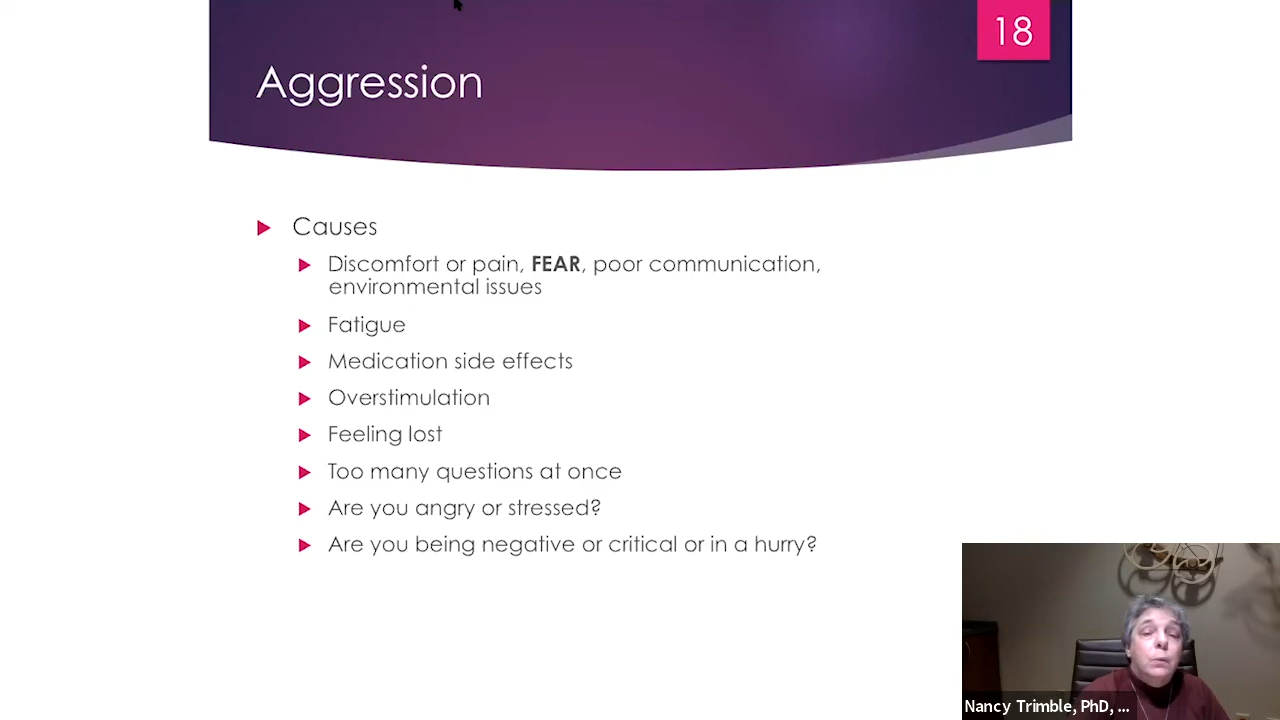 18
Aggression
Causes
Discomfort or pain, FEAR, poor communication,
environmental issues
Fatigue
Medication side effects
Overstimulation
Feeling lost
Too many questions at once
Are you angry or stressed?
Are you being negative or critical or in a hurry?
Nancy Trimble, PhD, ...